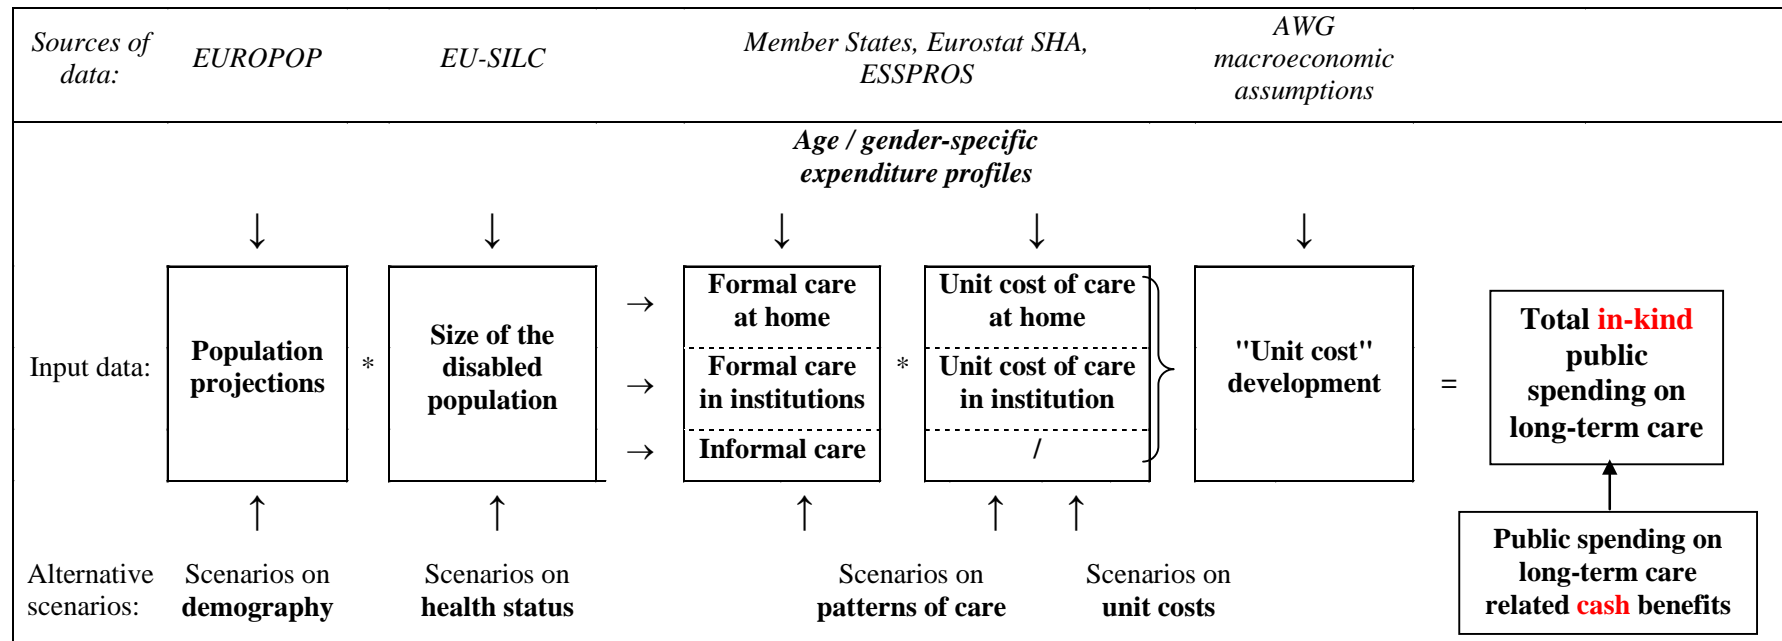 Sources of
data:
EUROPOP
EU-SILC
Member States, Eurostat SHA,
ESSPROS
AWG
macroeconomic
assumptions
Age / gender-specific
expenditure profiles
↓ ↓ ↓ ↓ ↓
Input data:
Population
projections
*
Size of the
disabled
population
→
→
→
Formal care
at home
Formal care
in institutions
Informal care
*
Unit cost of care
at home
Unit cost of care
in institution
/
"Unit cost"
development
=
Total in-kind
public
spending on
long-term care
↑ ↑ ↑ ↑ ↑
Alternative
scenarios:
Scenarios on
demography
Scenarios on
health status
Scenarios on
patterns of care
Scenarios on
unit costs
Public spending on
long-term care
related cash benefits